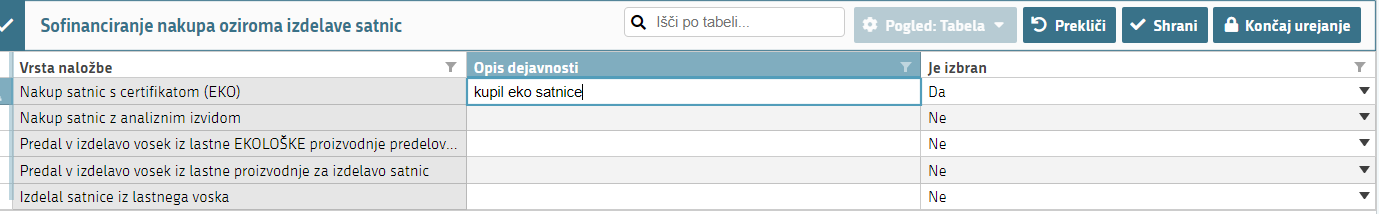 Sofinanciranje nakupa oziroma izdelave satnic
Išči po tabeli...
Pogled: Tabela
Prekliči
Shrani
Končaj urejanje
Vrsta naložbe Opis dejavnosti Je izbran
Nakup satnic s certifikatom (EKO) kupil eko satnice Da
Nakup satnic z analiznim izvidom Ne
Predal v izdelavo vosek iz lastne EKOLOŠKE proizvodnje predelov... Ne
Predal v izdelavo vosek iz lastne proizvodnje za izdelavo satnic Ne
Izdelal satnice iz lastnega voska Ne